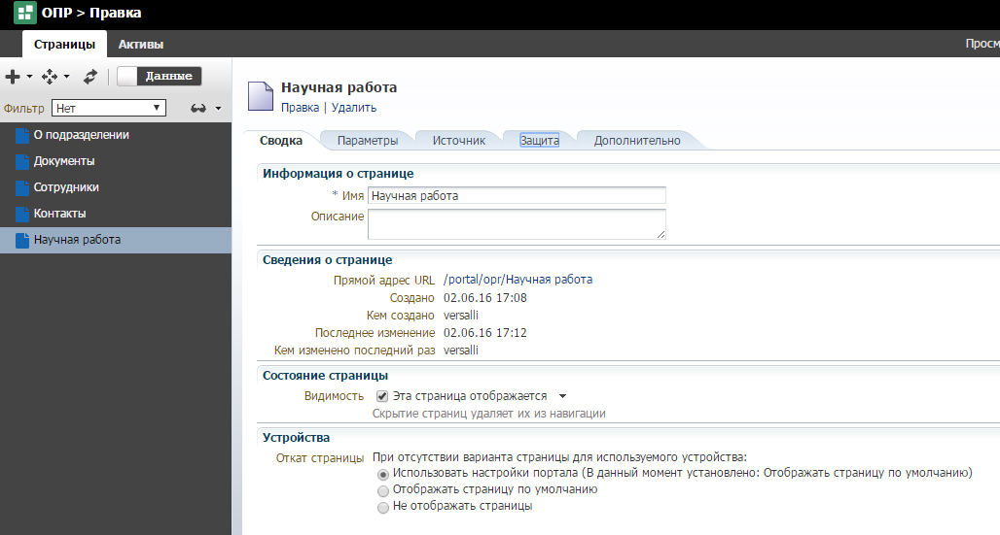 ОПР > Правка
Страницы Активы Просм
Данные
Фильтр Нет
О подразделении
Документы
Сотрудники
Контакты
Научная работа
Научная работа
Правка | Удалить
Сводка Параметры Источник Защита Дополнительно
Информация о странице
* Имя Научная работа
Описание
Сведения о странице
Прямой адрес URL /portal/opr/Научная работа
Создано 02.06.16 17:08
Кем создано versalli
Последнее изменение 02.06.16 17:12
Кем изменено последний раз versalli
Состояние страницы
Видимость Эта страница отображается
Скрытие страниц удаляет их из навигации
Устройства
Откат страницы При отсутствии варианта страницы для используемого устройства:
Использовать настройки портала (В данный момент установлено: Отображать страницу по умолчанию)
Отображать страницу по умолчанию
Не отображать страницы